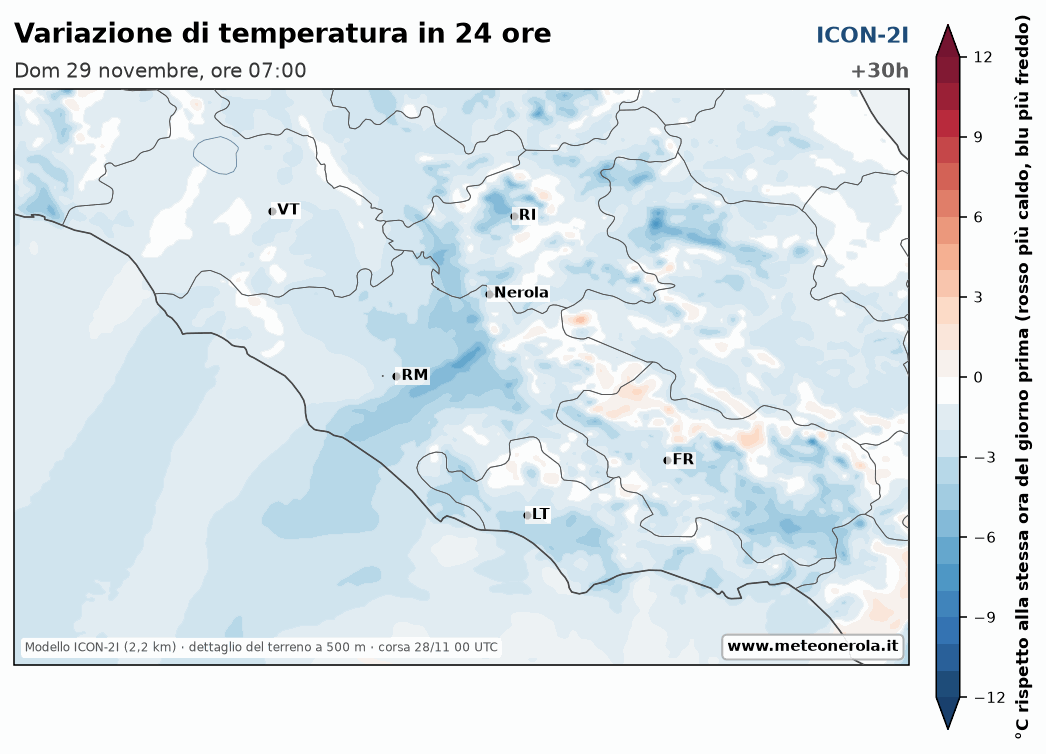 Variazione di temperatura in 24 ore
ICON-2I
Dom 29 novembre, ore 07:00
+30h
VT
RI
Nerola
RM
FR
LT
Modello ICON-2I (2,2 km) · dettaglio del terreno a 500 m · corsa 28/11 00 UTC
www.meteonerola.it
12
9
6
3
0
−3
−6
−9
−12
°C rispetto alla stessa ora del giorno prima (rosso più caldo, blu più freddo)